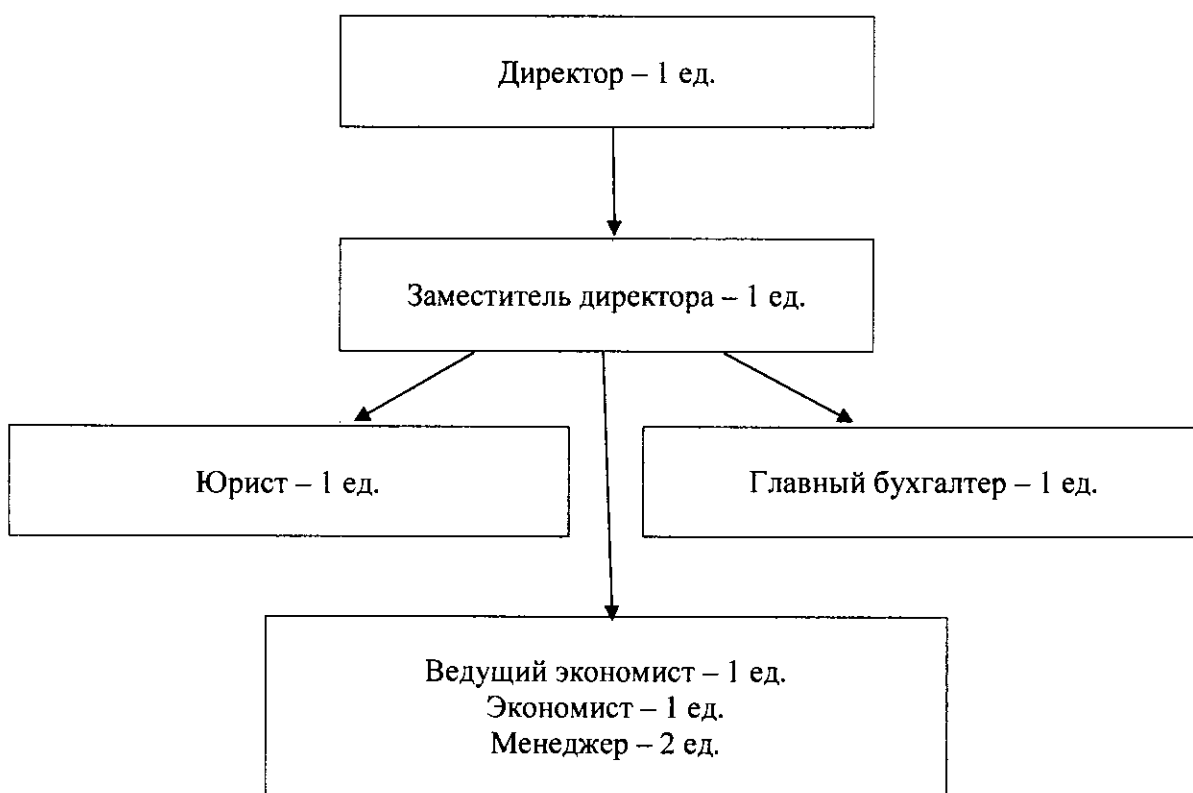 Директор – 1 ед.
Заместитель директора – 1 ед.
Юрист – 1 ед.
Главный бухгалтер – 1 ед.
Ведущий экономист – 1 ед.
Экономист – 1 ед.
Менеджер – 2 ед.